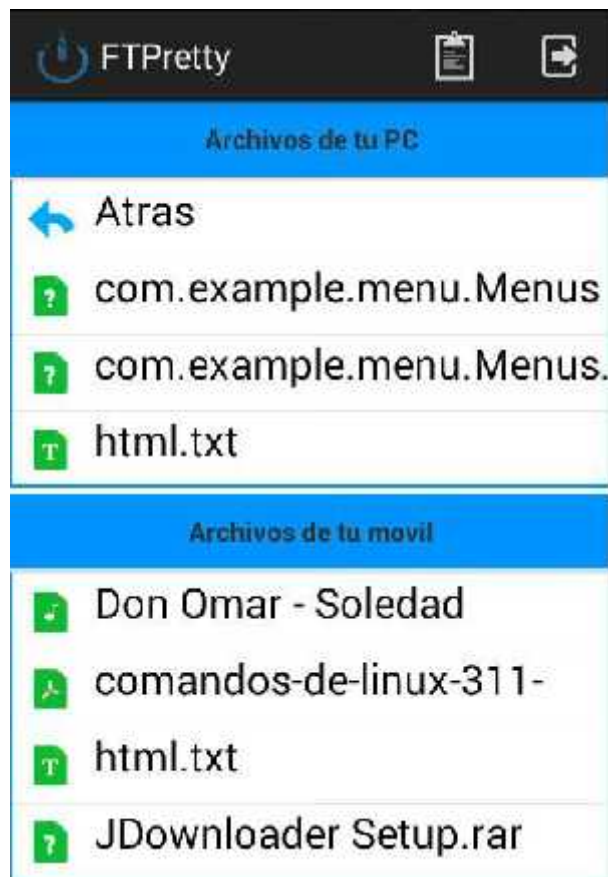 FTPretty
Archivos de tu PC
Atras
com.example.menu.Menus
com.example.menu.Menus.
html.txt
Archivos de tu movil
Don Omar - Soledad
comandos-de-linux-311-
html.txt
JDownloader Setup.rar